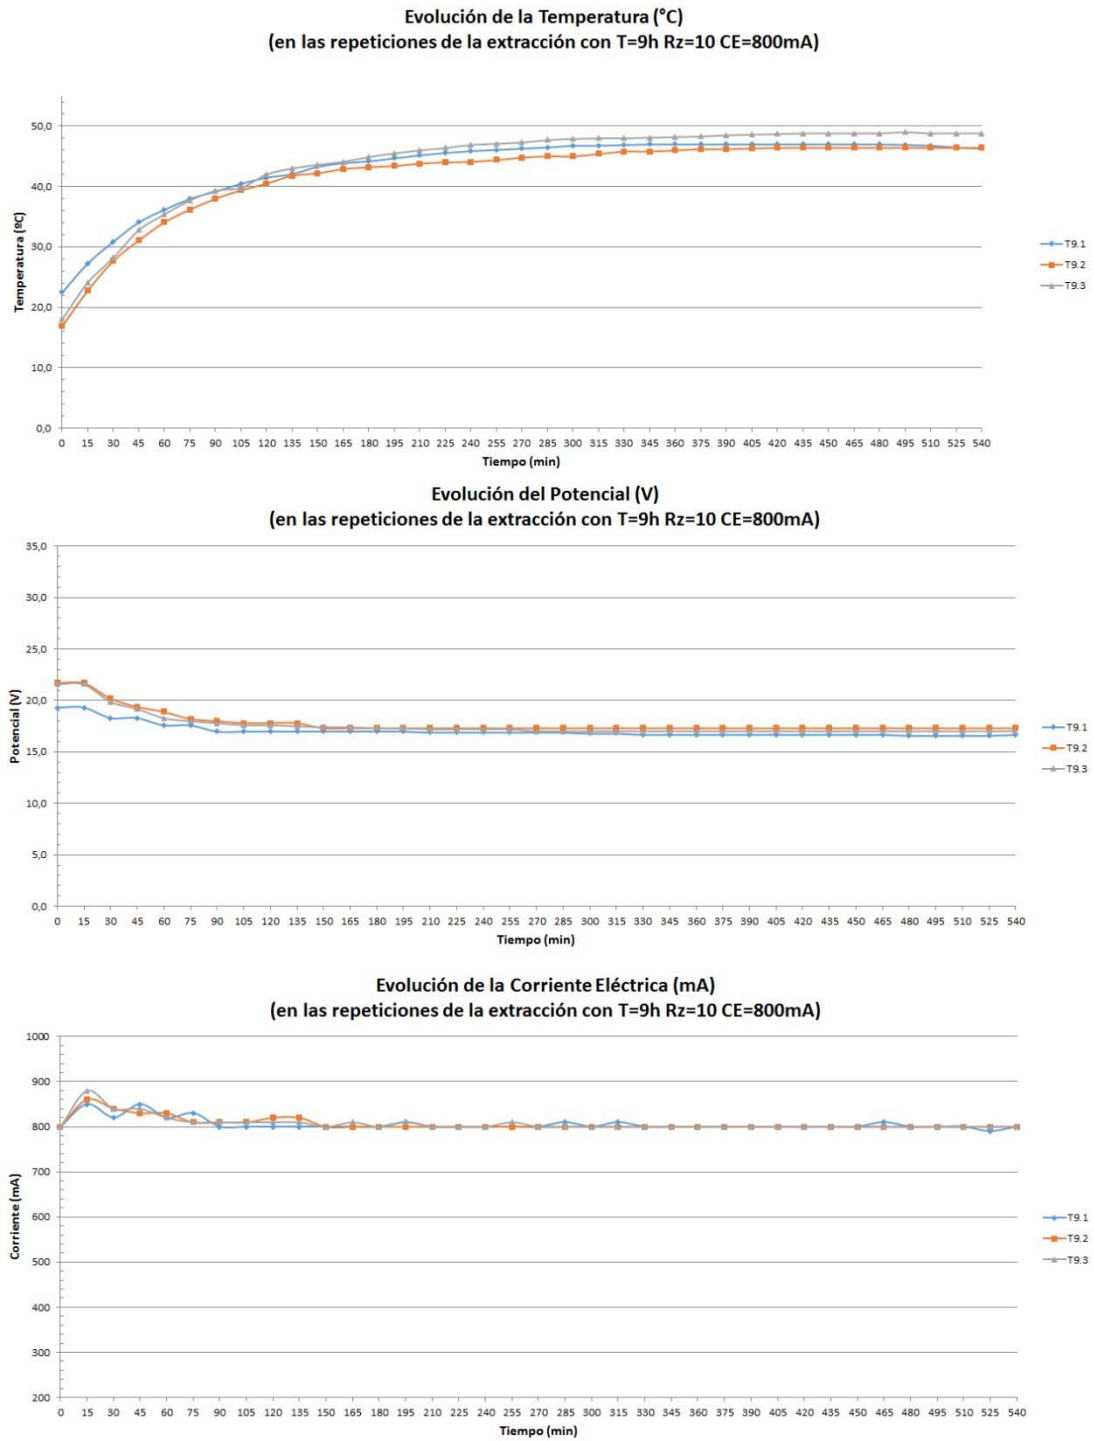 Evolución de la Temperatura (°C)
(en las repeticiones de la extracción con T=9h Rz=10 CE=800mA)
50,0
40,0
30,0
20,0
10,0
0,0
Temperatura (ºC)
0 15 30 45 60 75 90 105 120 135 150 165 180 195 210 225 240 255 270 285 300 315 330 345 360 375 390 405 420 435 450 465 480 495 510 525 540
Tiempo (min)
T9.1
T9.2
T9.3
Evolución del Potencial (V)
(en las repeticiones de la extracción con T=9h Rz=10 CE=800mA)
35,0
30,0
25,0
20,0
15,0
10,0
5,0
0,0
Potencial (V)
0 15 30 45 60 75 90 105 120 135 150 165 180 195 210 225 240 255 270 285 300 315 330 345 360 375 390 405 420 435 450 465 480 495 510 525 540
Tiempo (min)
T9.1
T9.2
T9.3
Evolución de la Corriente Eléctrica (mA)
(en las repeticiones de la extracción con T=9h Rz=10 CE=800mA)
1000
900
800
700
600
500
400
300
200
Corriente (mA)
0 15 30 45 60 75 90 105 120 135 150 165 180 195 210 225 240 255 270 285 300 315 330 345 360 375 390 405 420 435 450 465 480 495 510 525 540
Tiempo (min)
T9.1
T9.2
T9.3